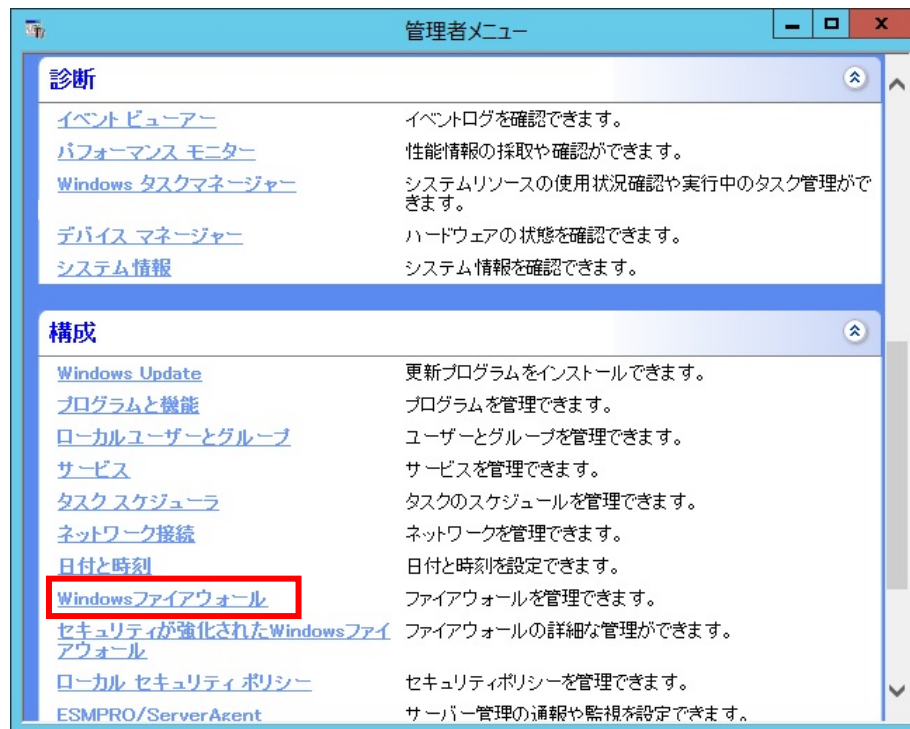 管理者メニュー
診断
イベント ビューアー イベントログを確認できます。
パフォーマンス モニター 性能情報の採取や確認ができます。
Windows タスクマネージャー システムリソースの使用状況確認や実行中のタスク管理がで
きます。
デバイス マネージャー ハードウェアの状態を確認できます。
システム情報 システム情報を確認できます。
構成
Windows Update 更新プログラムをインストールできます。
プログラムと機能 プログラムを管理できます。
ローカルユーザーとグループ ユーザーとグループを管理できます。
サービス サービスを管理できます。
タスク スケジューラ タスクのスケジュールを管理できます。
ネットワーク接続 ネットワークを管理できます。
日付と時刻 日付と時刻を設定できます。
Windowsファイアウォール ファイアウォールを管理できます。
セキュリティが強化されたWindowsファイ ファイアウォールの詳細な管理ができます。
アウォール
ローカル セキュリティ ポリシー セキュリティポリシーを管理できます。
ESMPRO/ServerAgent サーバー管理の通報や監視を設定できます。